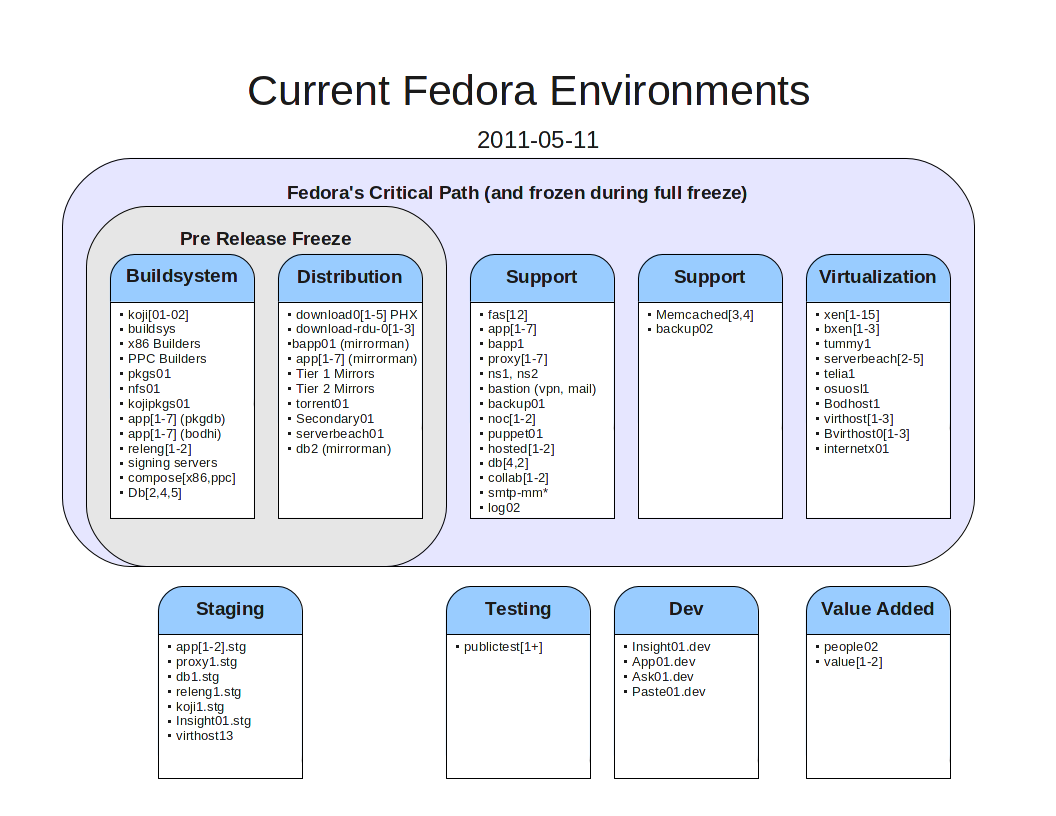 Current Fedora Environments
2011-05-11
Fedora's Critical Path (and frozen during full freeze)
Pre Release Freeze
Buildsystem
▪ koji[01-02]
▪ buildsys
▪ x86 Builders
▪ PPC Builders
▪ pkgs01
▪ nfs01
▪ kojipkgs01
▪ app[1-7] (pkgdb)
▪ app[1-7] (bodhi)
▪ releng[1-2]
▪ signing servers
▪ compose[x86,ppc]
▪ Db[2,4,5]
Distribution
▪ download0[1-5] PHX
▪ download-rdu-0[1-3]
▪bapp01 (mirrorman)
▪ app[1-7] (mirrorman)
▪ Tier 1 Mirrors
▪ Tier 2 Mirrors
▪ torrent01
▪ Secondary01
▪ serverbeach01
▪ db2 (mirrorman)
Support
▪ fas[12]
▪ app[1-7]
▪ bapp1
▪ proxy[1-7]
▪ ns1, ns2
▪ bastion (vpn, mail)
▪ backup01
▪ noc[1-2]
▪ puppet01
▪ hosted[1-2]
▪ db[4,2]
▪ collab[1-2]
▪ smtp-mm*
▪ log02
Support
▪ Memcached[3,4]
▪ backup02
Virtualization
▪ xen[1-15]
▪ bxen[1-3]
▪ tummy1
▪ serverbeach[2-5]
▪ telia1
▪ osuosl1
▪ Bodhost1
▪ virthost[1-3]
▪ Bvirthost0[1-3]
▪ internetx01
Staging
▪ app[1-2].stg
▪ proxy1.stg
▪ db1.stg
▪ releng1.stg
▪ koji1.stg
▪ Insight01.stg
▪ virthost13
Testing
▪ publictest[1+]
Dev
▪ Insight01.dev
▪ App01.dev
▪ Ask01.dev
▪ Paste01.dev
Value Added
▪ people02
▪ value[1-2]